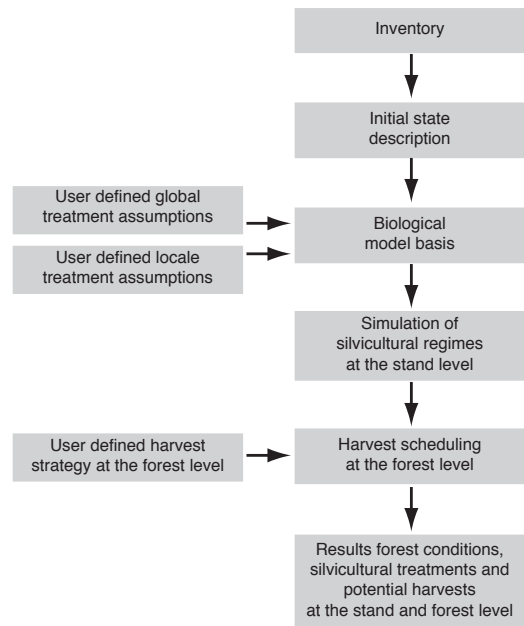 Inventory
Initial state
description
User defined global
treatment assumptions
User defined locale
treatment assumptions
Biological
model basis
Simulation of
silvicultural regimes
at the stand level
User defined harvest
strategy at the forest level
Harvest scheduling
at the forest level
Results forest conditions,
silvicultural treatments and
potential harvests
at the stand and forest level